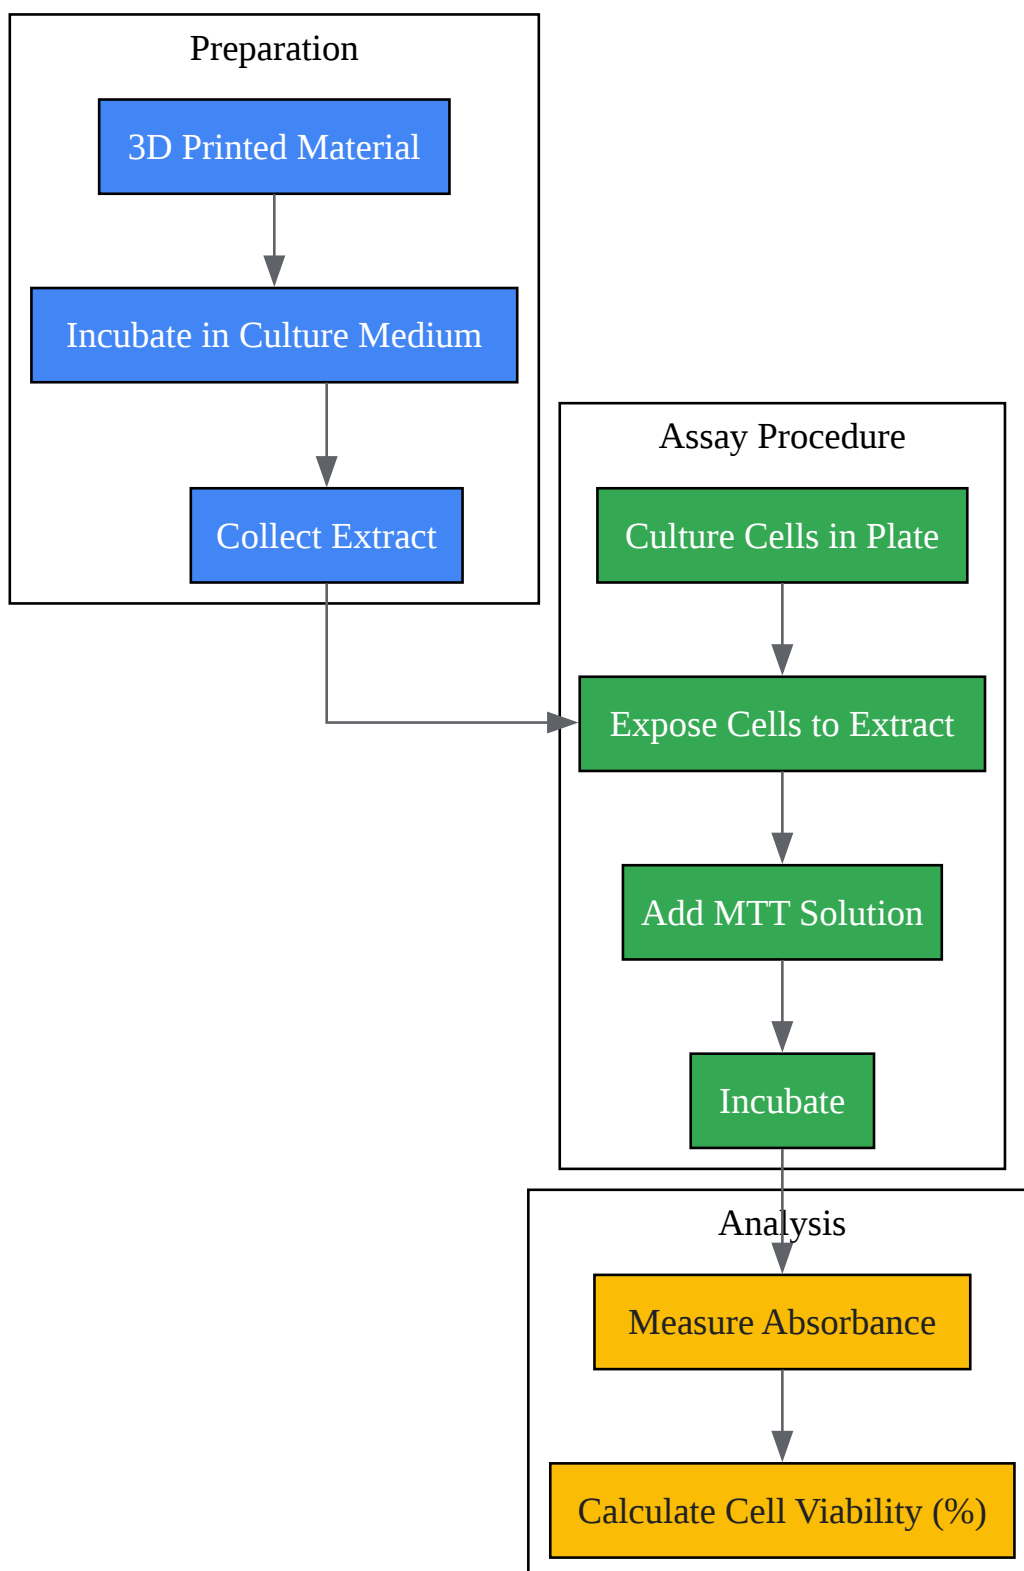 Preparation
3D Printed Material
Incubate in Culture Medium
Collect Extract
Assay Procedure
Culture Cells in Plate
Expose Cells to Extract
Add MTT Solution
Incubate
Analysis
Measure Absorbance
Calculate Cell Viability (%)